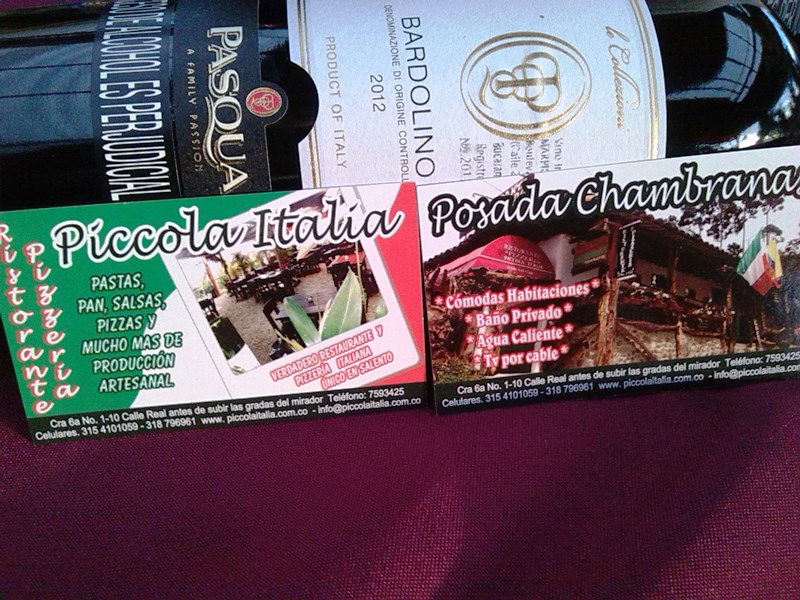 ES DE ALCOHOL ES PERJUDICIAL
PASQUA
A FAMILY PASSION
PRODUCT OF ITALY
2012
DENOMINAZIONE DI ORIGINE CONTROLL
BARDOLINO
le Collezioni
Ristorante
Pizzeria
Piccola Italia
PASTAS,
PAN, SALSAS,
PIZZAS Y
MUCHO MAS DE
PRODUCCIÓN
ARTESANAL
VERDADERO RESTAURANTE Y
PIZZERÍA ITALIANA
ÚNICO EN SALENTO
Cra 6a No. 1-10 Calle Real antes de subir las gradas del mirador Teléfono: 7593425
Celulares. 315 4101059 - 318 796961 www. piccolaitalia.com.co - info@piccolaitalia.com.co
Posada Chambranas
* Cómodas Habitaciones *
* Baño Privado *
* Agua Caliente *
* Tv por cable *
Cra 6a No. 1-10 Calle Real antes de subir las gradas del mirador Teléfono: 7593425
Celulares. 315 4101059 - 318 796961 www. piccolaitalia.com.co - info@piccolaitalia.com